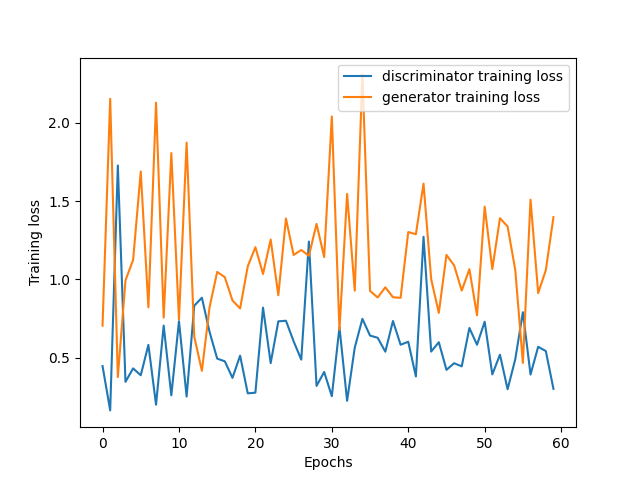 discriminator training loss
generator training loss
2.0
1.5
1.0
0.5
Training loss
0 10 20 30 40 50 60
Epochs